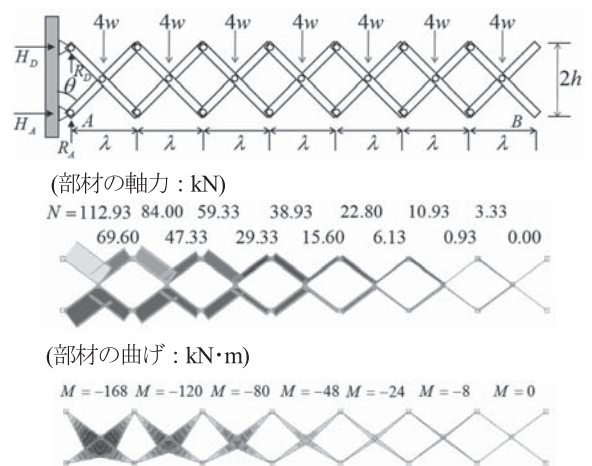 4w 4w 4w 4w 4w 4w 4w
H_D R_D 2h
θ
H_A A B
R_A λ λ λ λ λ λ λ
(部材の軸力 : kN)
N = 112.93 84.00 59.33 38.93 22.80 10.93 3.33
69.60 47.33 29.33 15.60 6.13 0.93 0.00
(部材の曲げ : kN·m)
M = −168 M = −120 M = −80 M = −48 M = −24 M = −8 M = 0